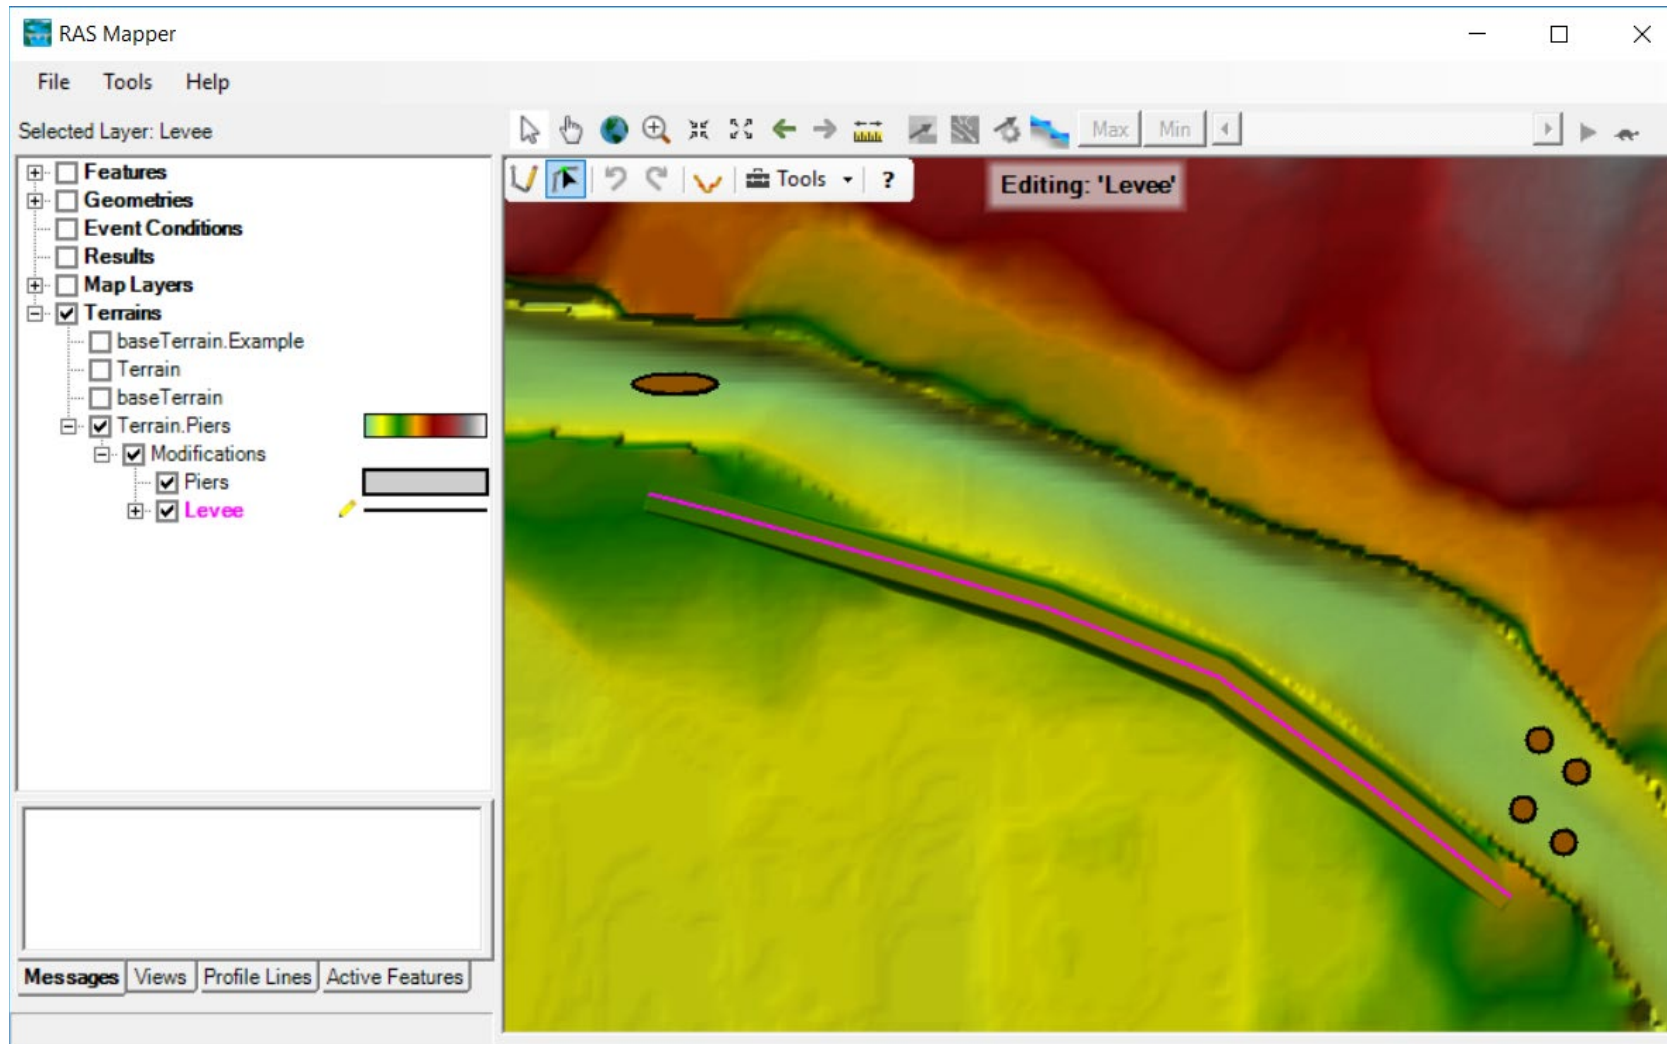 RAS Mapper
File Tools Help
Selected Layer: Levee
Max Min
Features
Geometries
Event Conditions
Results
Map Layers
Terrains
baseTerrain.Example
Terrain
baseTerrain
Terrain.Piers
Modifications
Piers
Levee
Tools ?
Editing: 'Levee'
Messages Views Profile Lines Active Features